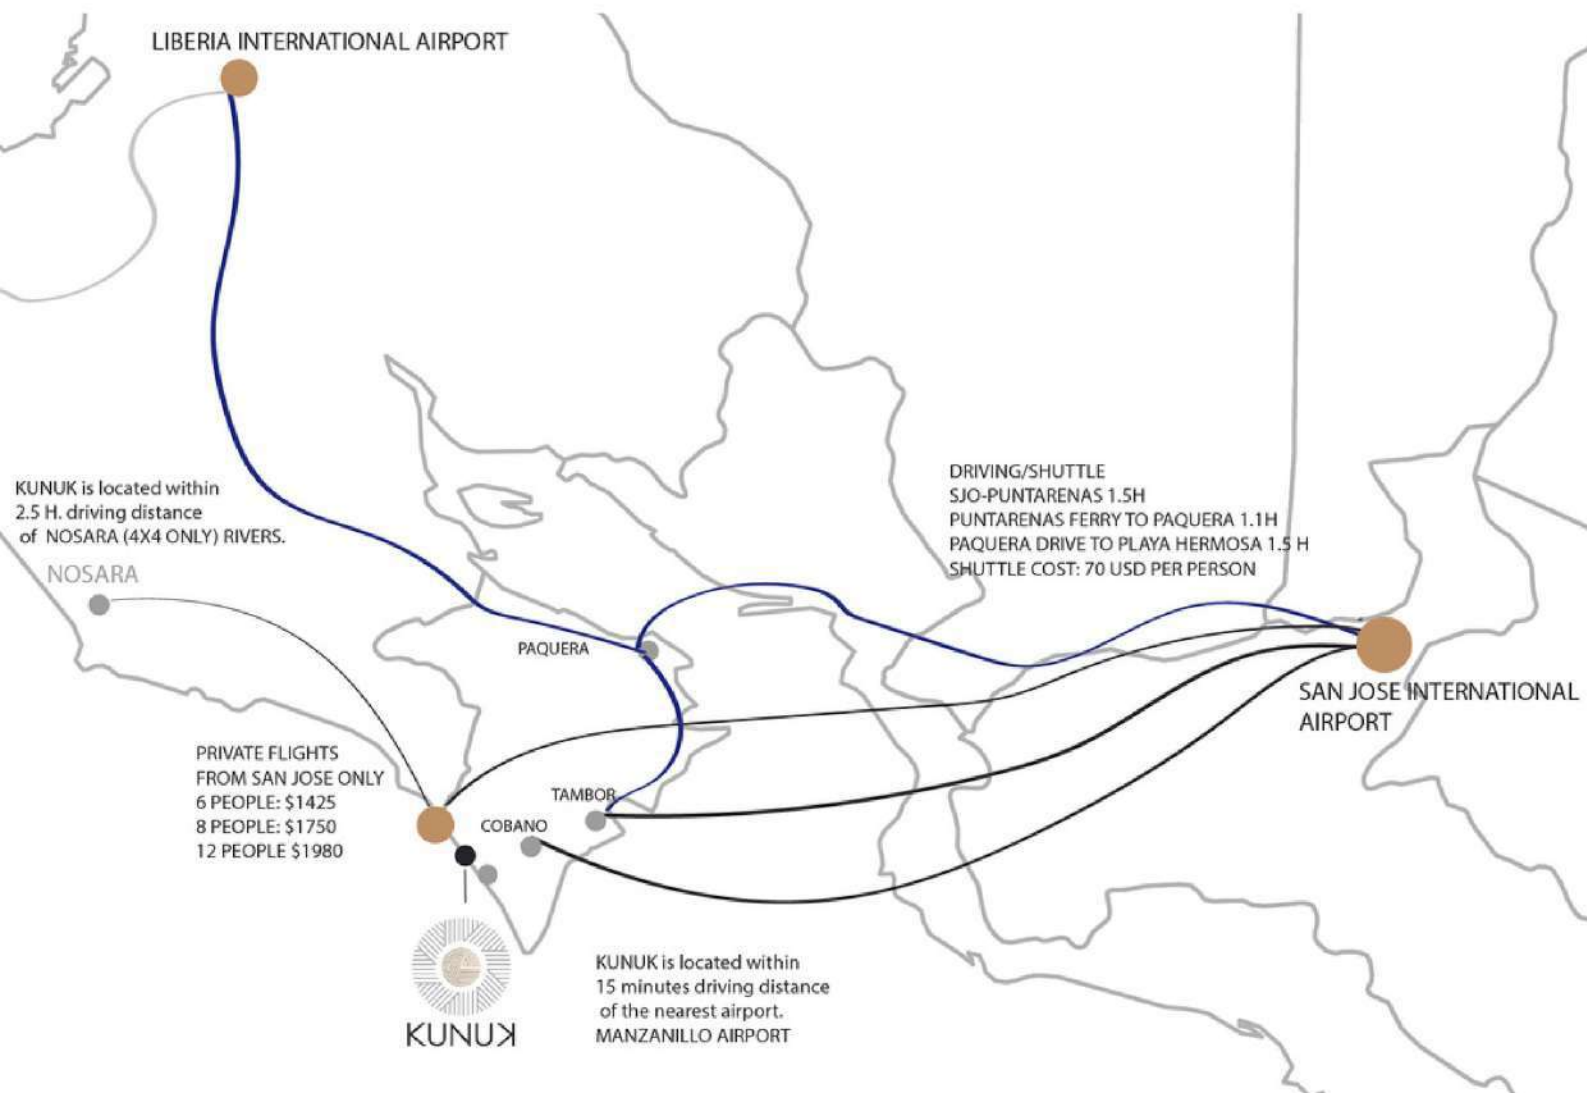 LIBERIA INTERNATIONAL AIRPORT
KUNUK is located within
2.5 H. driving distance
of NOSARA (4X4 ONLY) RIVERS.
NOSARA
DRIVING/SHUTTLE
SJO-PUNTARENAS 1.5H
PUNTARENAS FERRY TO PAQUERA 1.1H
PAQUERA DRIVE TO PLAYA HERMOSA 1.5 H
SHUTTLE COST: 70 USD PER PERSON
PAQUERA
SAN JOSE INTERNATIONAL
AIRPORT
PRIVATE FLIGHTS
FROM SAN JOSE ONLY
6 PEOPLE: $1425
8 PEOPLE: $1750
12 PEOPLE $1980
TAMBOR
COBANO
KUNUK
KUNUK is located within
15 minutes driving distance
of the nearest airport.
MANZANILLO AIRPORT